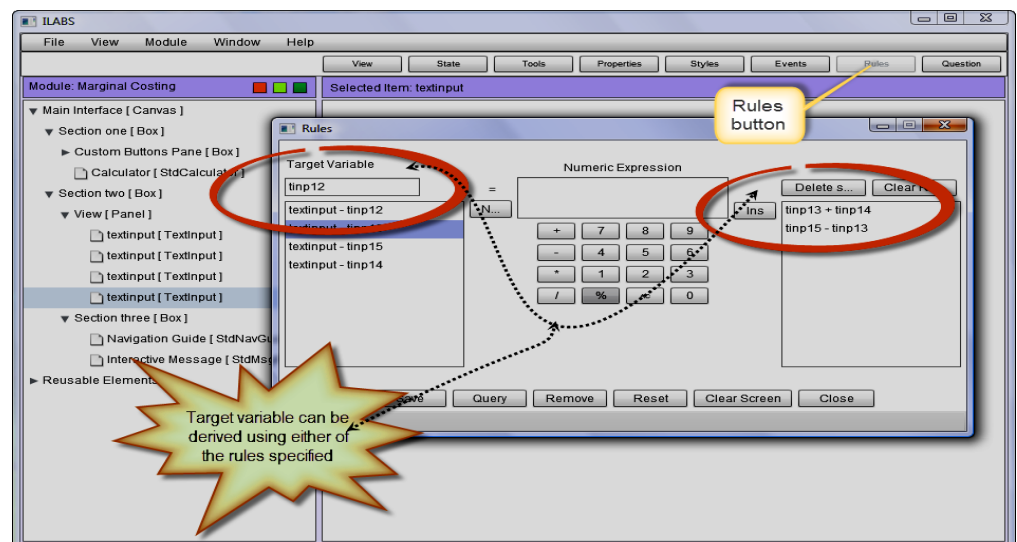 ILABS
File View Module Window Help
View State Tools Properties Styles Events Rules Question
Module: Marginal Costing
Selected Item: textinput
Rules
button
Main Interface [ Canvas ]
Section one [ Box ]
Custom Buttons Pane [ Box ]
Calculator [ StdCalculator ]
Section two [ Box ]
View [ Panel ]
textinput [ TextInput ]
textinput [ TextInput ]
textinput [ TextInput ]
textinput [ TextInput ]
Section three [ Box ]
Navigation Guide [ StdNavGu
Interactive Message [ StdMsg
Reusable Elements
Rules
Target Variable
Numeric Expression
tinp12
=
N...
Ins
Delete s...
Clear
textinput - tinp12
textinput
textinput - tinp15
textinput - tinp14
+ 7 8 9
- 4 5 6
* 1 2 3
/ % 0
tinp13 + tinp14
tinp15 - tinp13
Query Remove Reset Clear Screen Close
Target variable can be
derived using either of
the rules specified